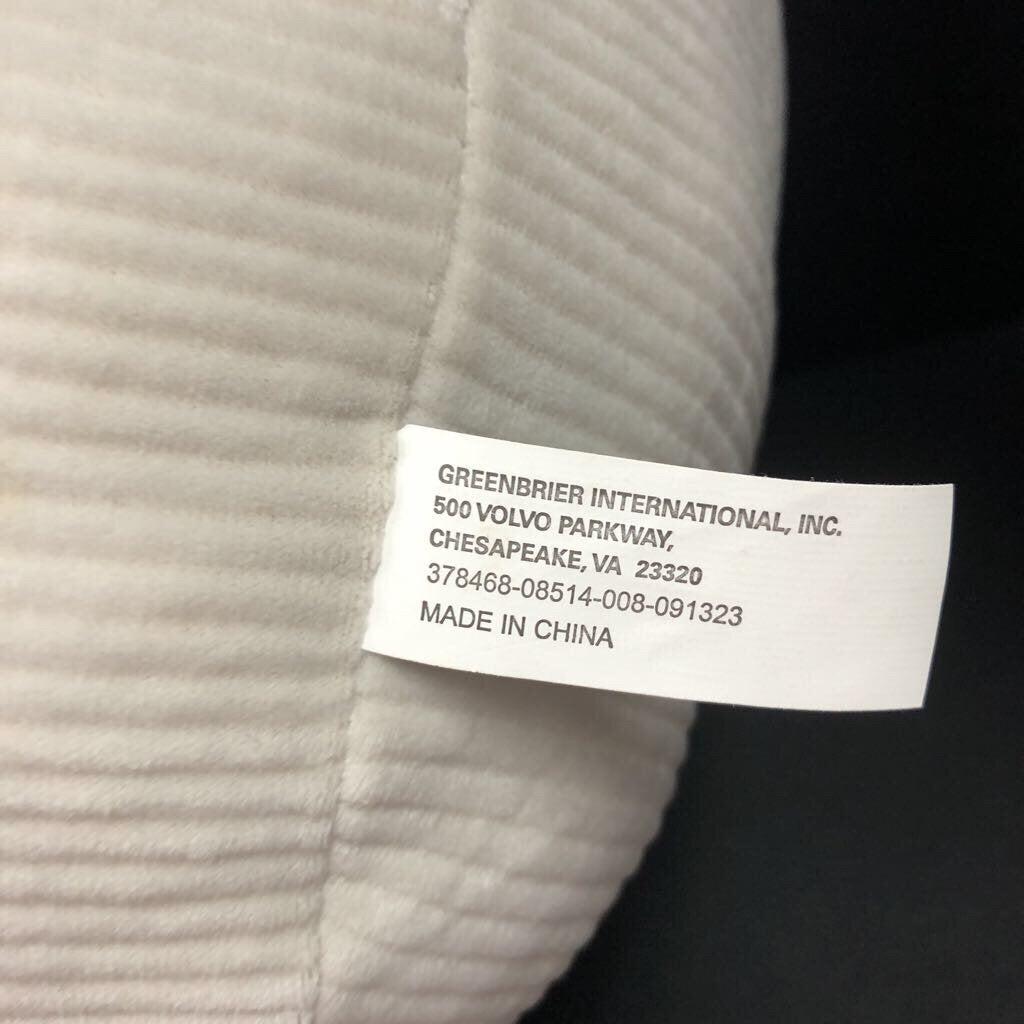 GREENBRIER INTERNATIONAL, INC.
500 VOLVO PARKWAY,
CHESAPEAKE, VA 23320
378468-08514-008-091323
MADE IN CHINA